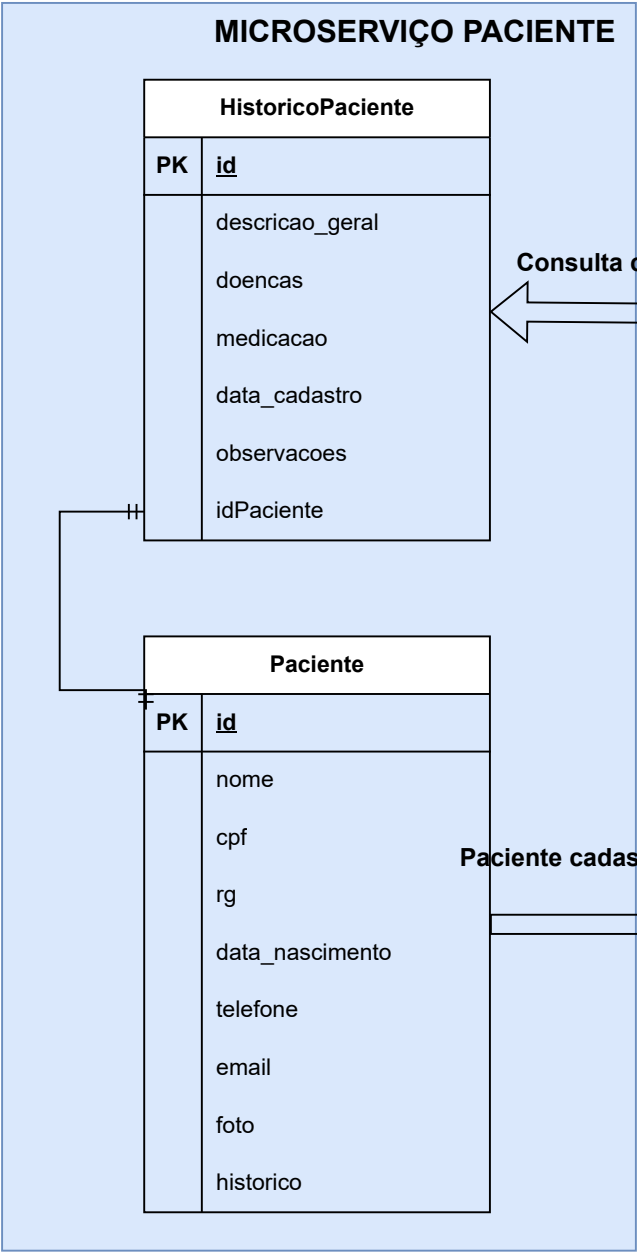 MICROSERVIÇO PACIENTE
HistoricoPaciente
PK id
descricao_geral
doencas
medicacao
data_cadastro
observacoes
idPaciente
Consulta
Paciente
PK id
nome
cpf
rg
data_nascimento
telefone
email
foto
historico
Paciente cadas